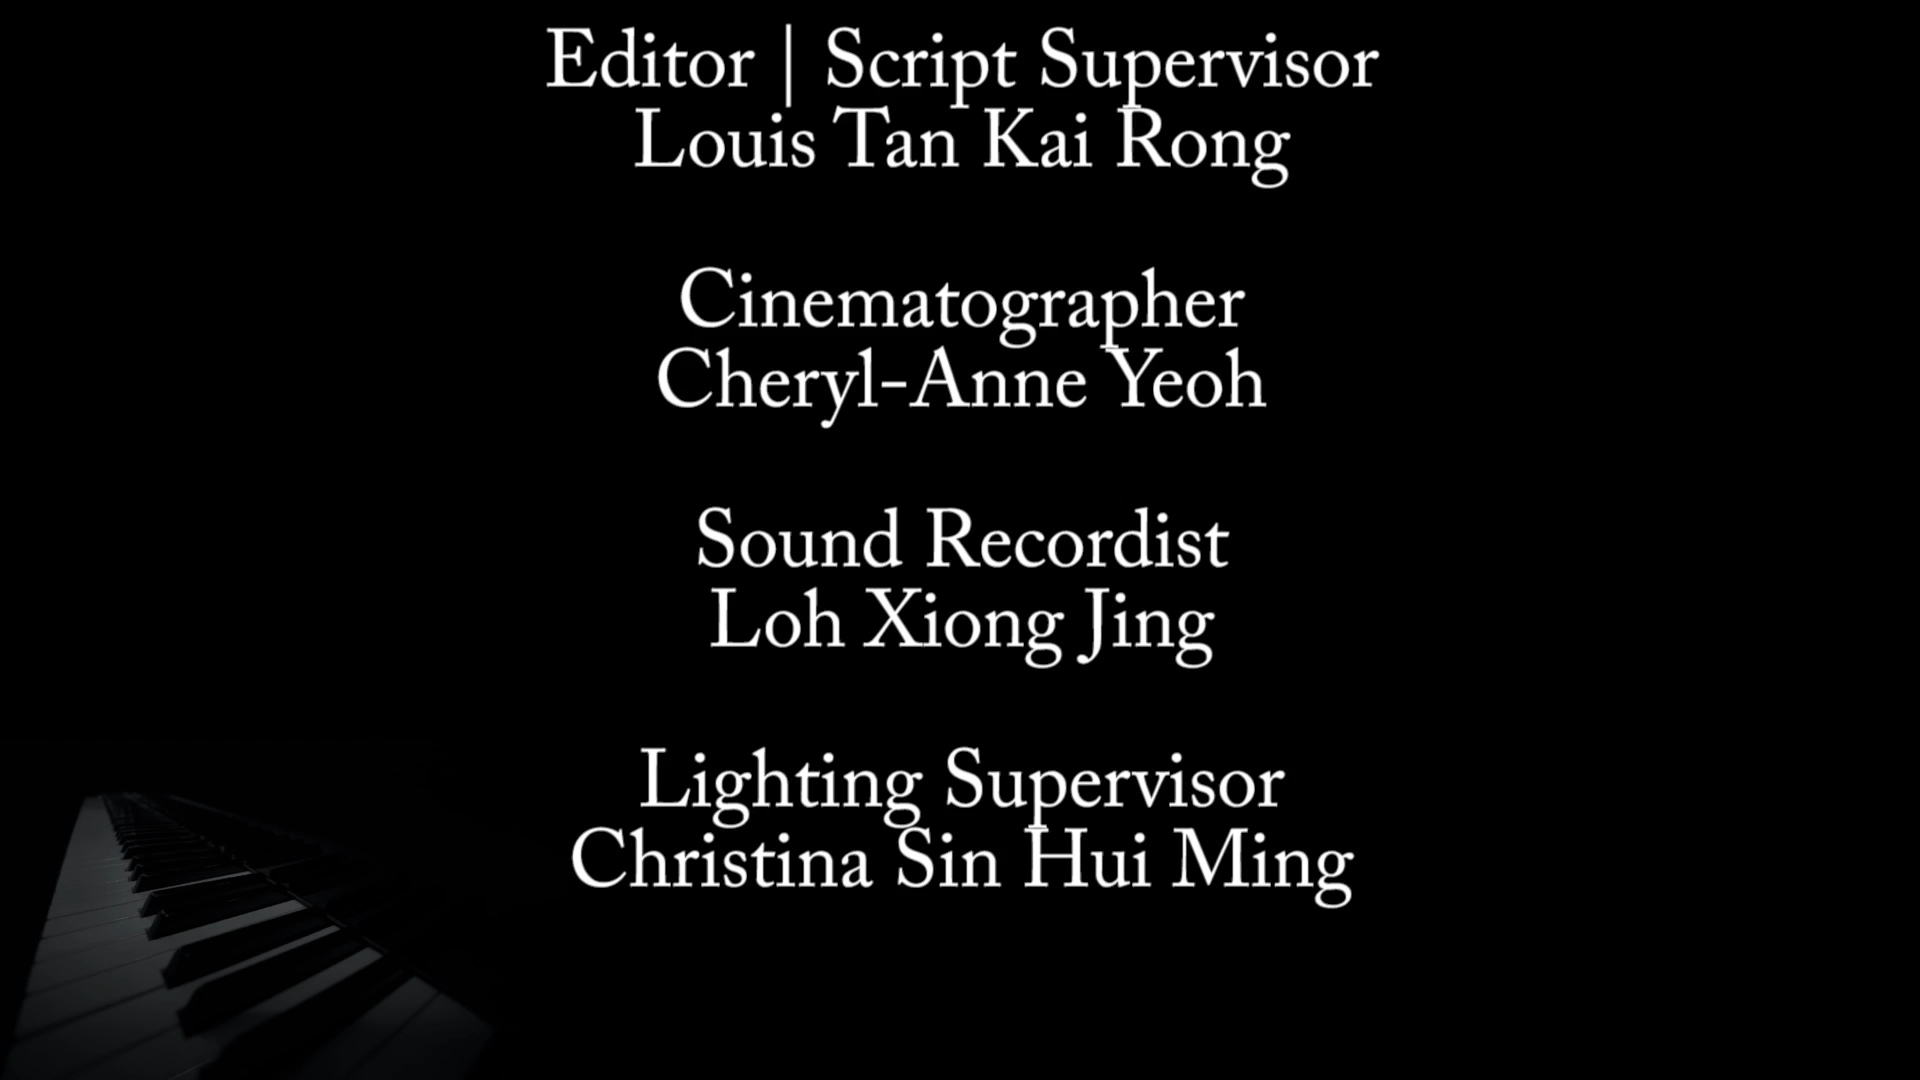 Editor | Script Supervisor
Louis Tan Kai Rong
Cinematographer
Cheryl-Anne Yeoh
Sound Recordist
Loh Xiong Jing
Lighting Supervisor
Christina Sin Hui Ming